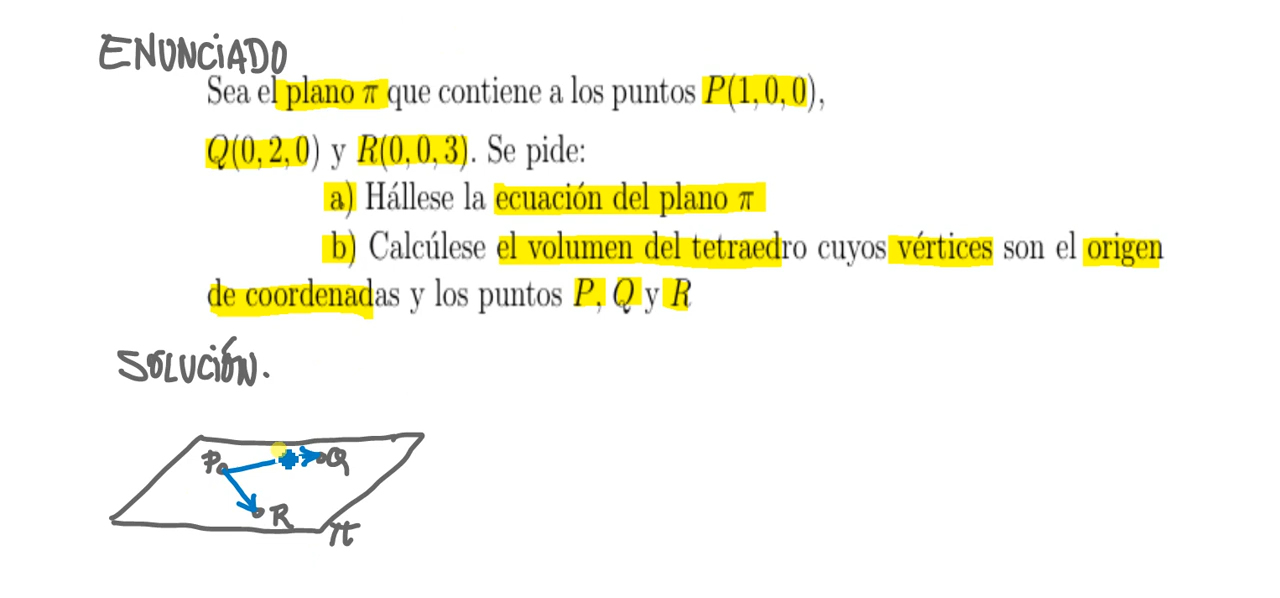 ENUNCIADO
Sea el plano π que contiene a los puntos P(1, 0, 0),
Q(0, 2, 0) y R(0, 0, 3). Se pide:
a) Hállese la ecuación del plano π
b) Calcúlese el volumen del tetraedro cuyos vértices son el origen
de coordenadas y los puntos P, Q y R
SOLUCIÓN.
P Q
R
π